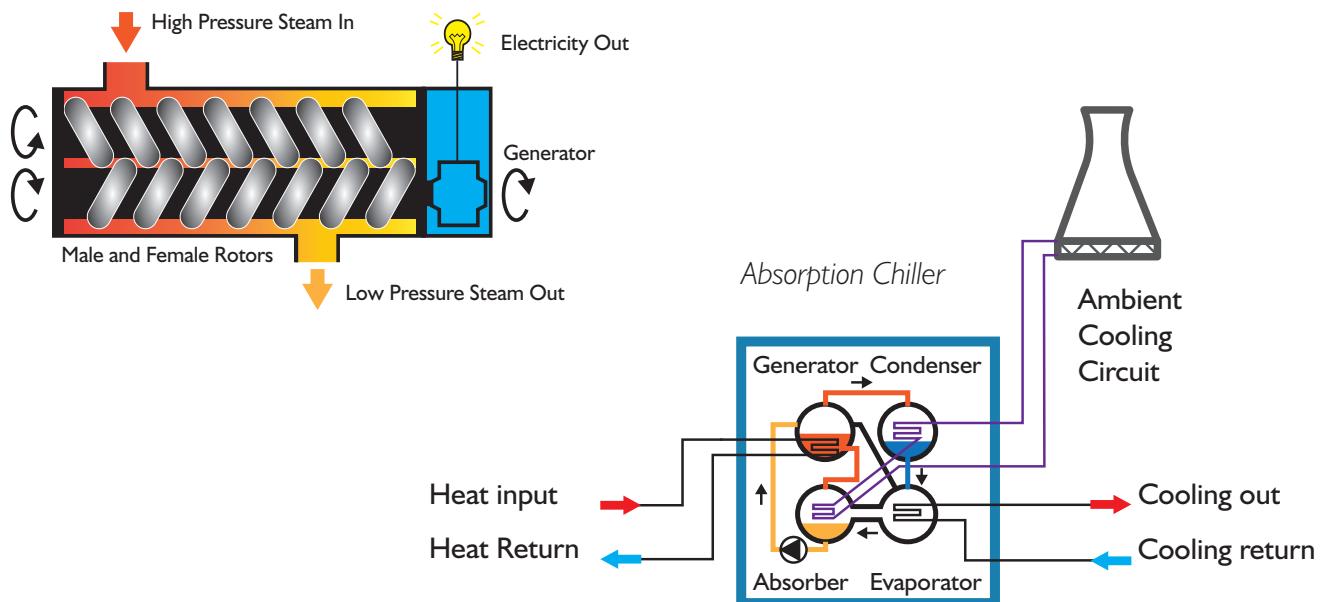 High Pressure Steam In
Electricity Out
Generator
Male and Female Rotors
Low Pressure Steam Out
Absorption Chiller
Ambient
Cooling
Circuit
Generator Condenser
Heat input
Cooling out
Heat Return
Cooling return
Absorber Evaporator